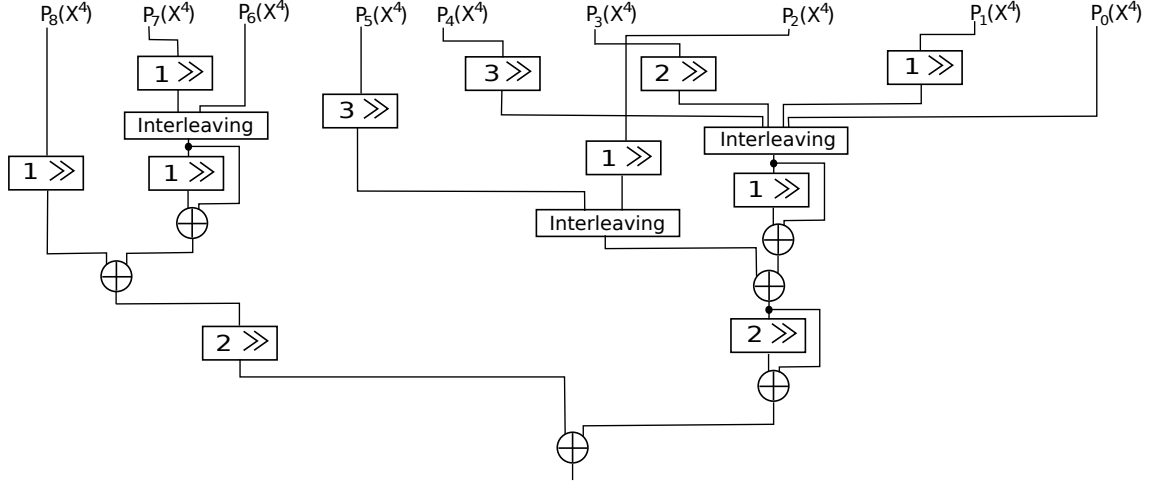 P₈(X⁴) P₇(X⁴) P₆(X⁴) P₅(X⁴) P₄(X⁴) P₃(X⁴) P₂(X⁴) P₁(X⁴) P₀(X⁴)
1 ≫ 3 ≫ 2 ≫ 1 ≫
3 ≫
Interleaving Interleaving
1 ≫
1 ≫ 1 ≫ 1 ≫
Interleaving
2 ≫ 2 ≫